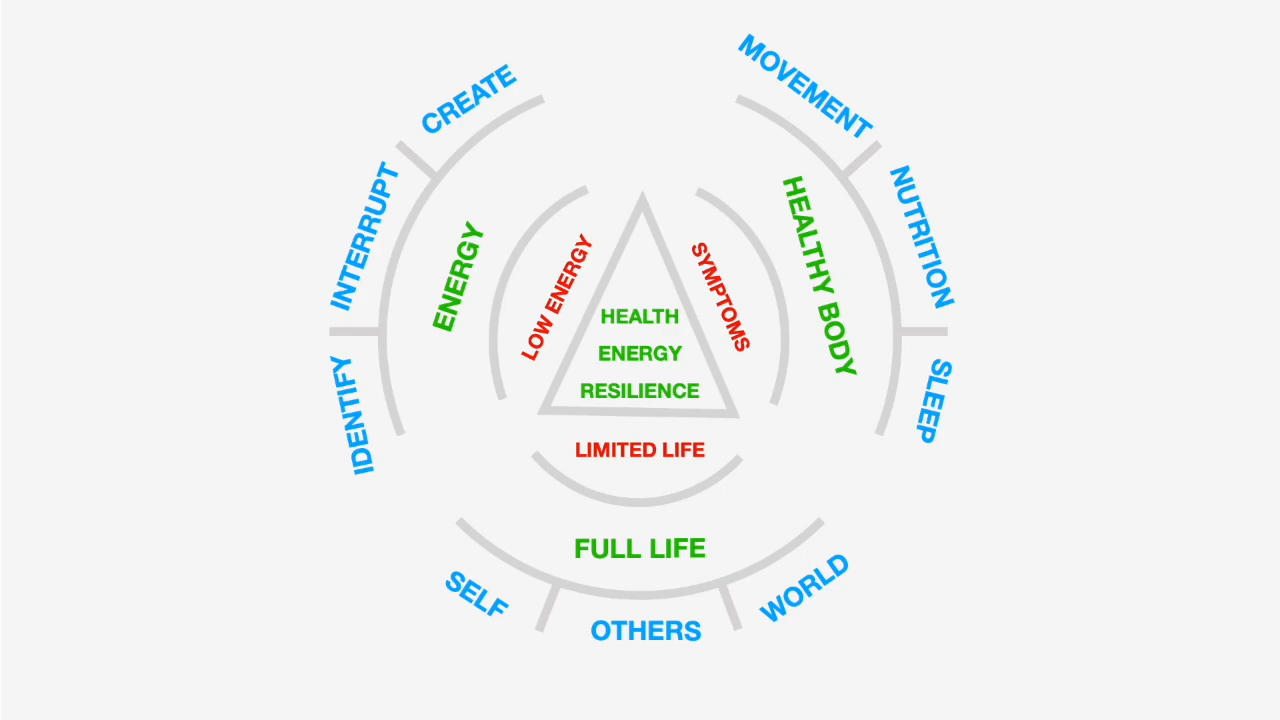 CREATE
MOVEMENT
INTERRUPT
NUTRITION
ENERGY
HEALTHY BODY
LOW ENERGY
SYMPTOMS
HEALTH
ENERGY
RESILIENCE
IDENTIFY
SLEEP
LIMITED LIFE
FULL LIFE
SELF
OTHERS
WORLD